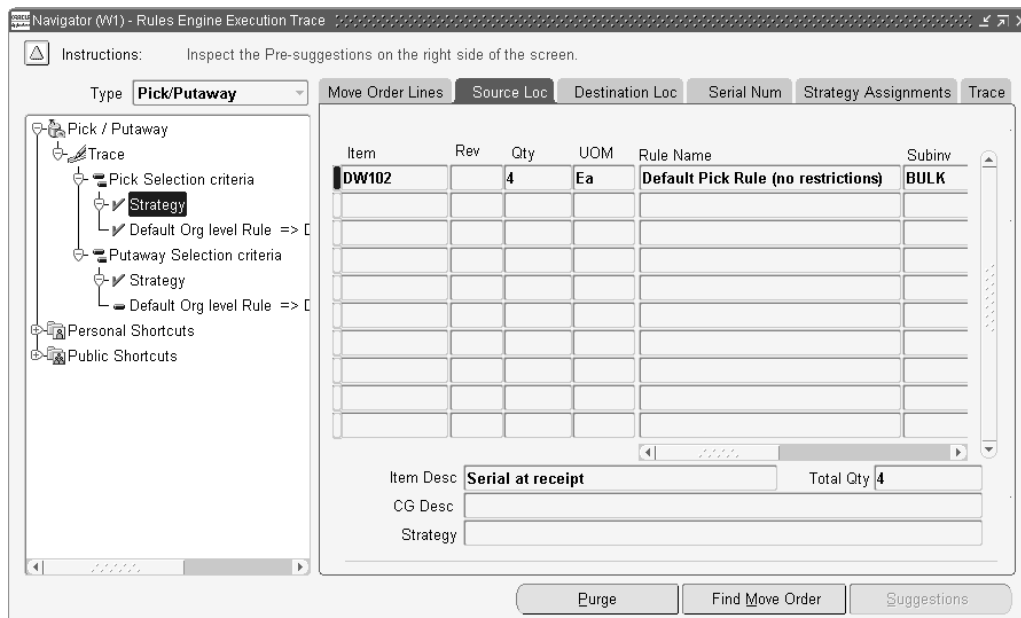 Navigator (W1) - Rules Engine Execution Trace
Instructions: Inspect the Pre-suggestions on the right side of the screen.
Type Pick/Putaway
Move Order Lines Source Loc Destination Loc Serial Num Strategy Assignments Trace
Pick / Putaway
Trace
Pick Selection criteria
Strategy
Default Org level Rule => D
Putaway Selection criteria
Strategy
Default Org level Rule => D
Personal Shortcuts
Public Shortcuts
Item Rev Qty UOM Rule Name Subinv
DW102 4 Ea Default Pick Rule (no restrictions) BULK
Item Desc Serial at receipt Total Qty 4
CG Desc
Strategy
Purge Find Move Order Suggestions